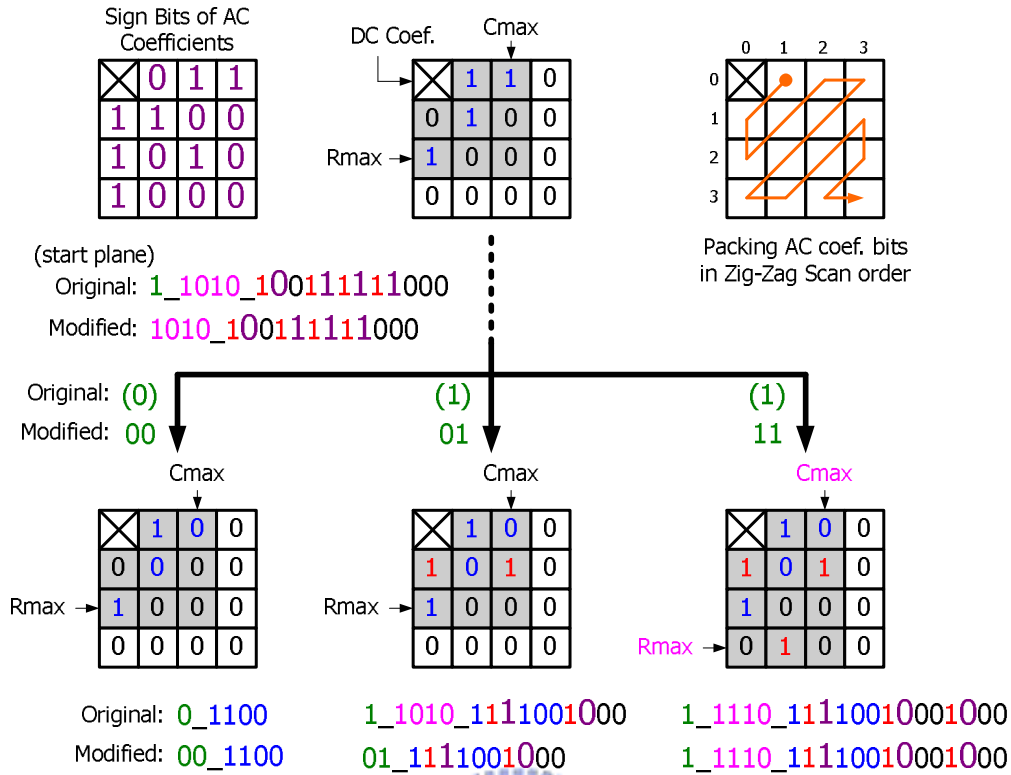 Sign Bits of AC
Coefficients
0 1 1
1 1 0 0
1 0 1 0
1 0 0 0
DC Coef.
Cmax
1 1 0
0 1 0 0
Rmax
1 0 0 0
0 0 0 0
0 1 2 3
0
1
2
3
Packing AC coef. bits
in Zig-Zag Scan order
(start plane)
Original: 1_1010_100111111000
Modified: 1010_100111111000
Original: (0) (1) (1)
Modified: 00 01 11
Cmax
1 0 0
0 0 0 0
Rmax
1 0 0 0
0 0 0 0
Cmax
1 0 0
1 0 1 0
Rmax
1 0 0 0
0 0 0 0
Cmax
1 0 0
1 0 1 0
1 0 0 0
Rmax
0 1 0 0
Original: 0_1100 1_1010_1111001000 1_1110_11110010001000
Modified: 00_1100 01_1111001000 1_1110_11110010001000